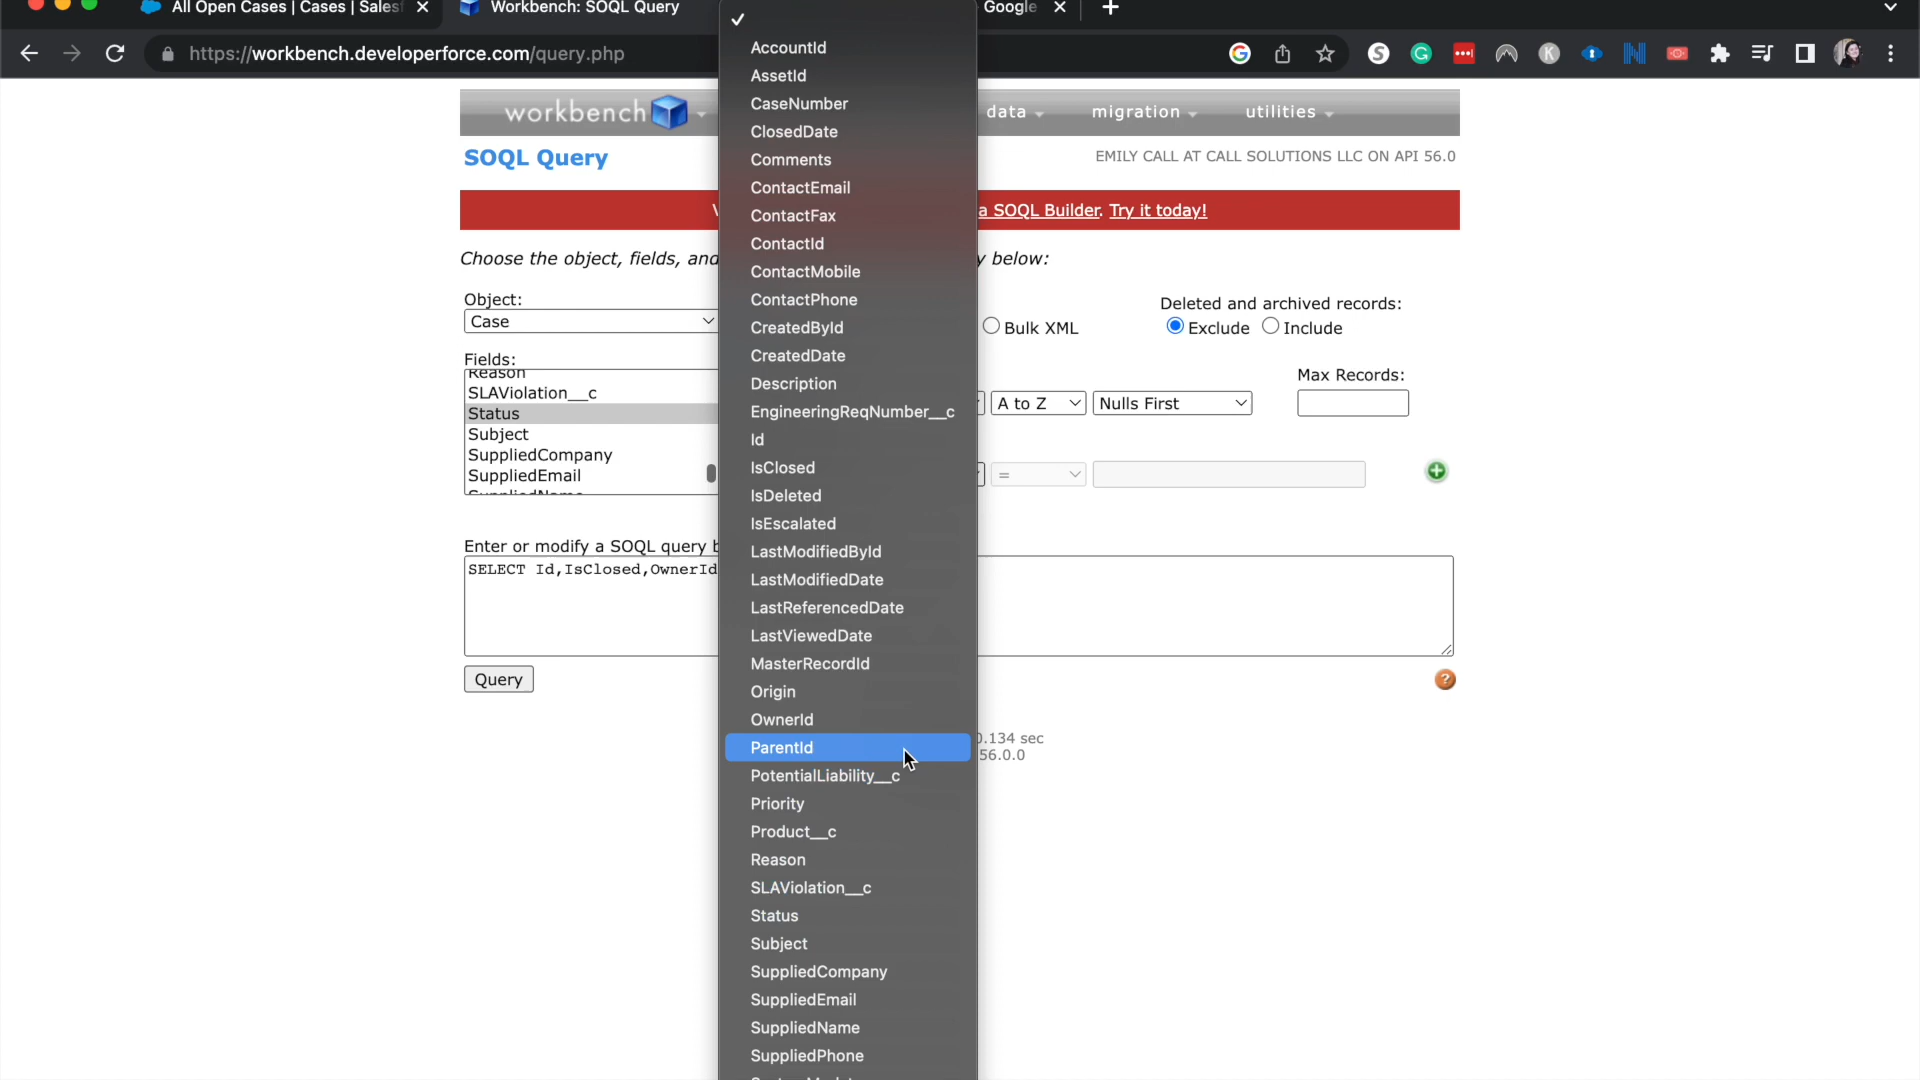 All Open Cases | Cases | Sales
Workbench: SOQL Query
Google
https://workbench.developerforce.com/query.php
workbench
data
migration
utilities
SOQL Query
EMILY CALL AT CALL SOLUTIONS LLC ON API 56.0
a SOQL Builder. Try it today!
Choose the object, fields, and
y below:
Object:
Case
Bulk XML
Deleted and archived records:
Exclude
Include
Fields:
Reason
SLAViolation__c
Status
Subject
SuppliedCompany
SuppliedEmail
SuppliedName
A to Z
Nulls First
Max Records:
=
Enter or modify a SOQL query b
SELECT Id,IsClosed,OwnerId
Query
0.134 sec
56.0.0
AccountId
AssetId
CaseNumber
ClosedDate
Comments
ContactEmail
ContactFax
ContactId
ContactMobile
ContactPhone
CreatedById
CreatedDate
Description
EngineeringReqNumber__c
Id
IsClosed
IsDeleted
IsEscalated
LastModifiedById
LastModifiedDate
LastReferencedDate
LastViewedDate
MasterRecordId
Origin
OwnerId
ParentId
PotentialLiability__c
Priority
Product__c
Reason
SLAViolation__c
Status
Subject
SuppliedCompany
SuppliedEmail
SuppliedName
SuppliedPhone